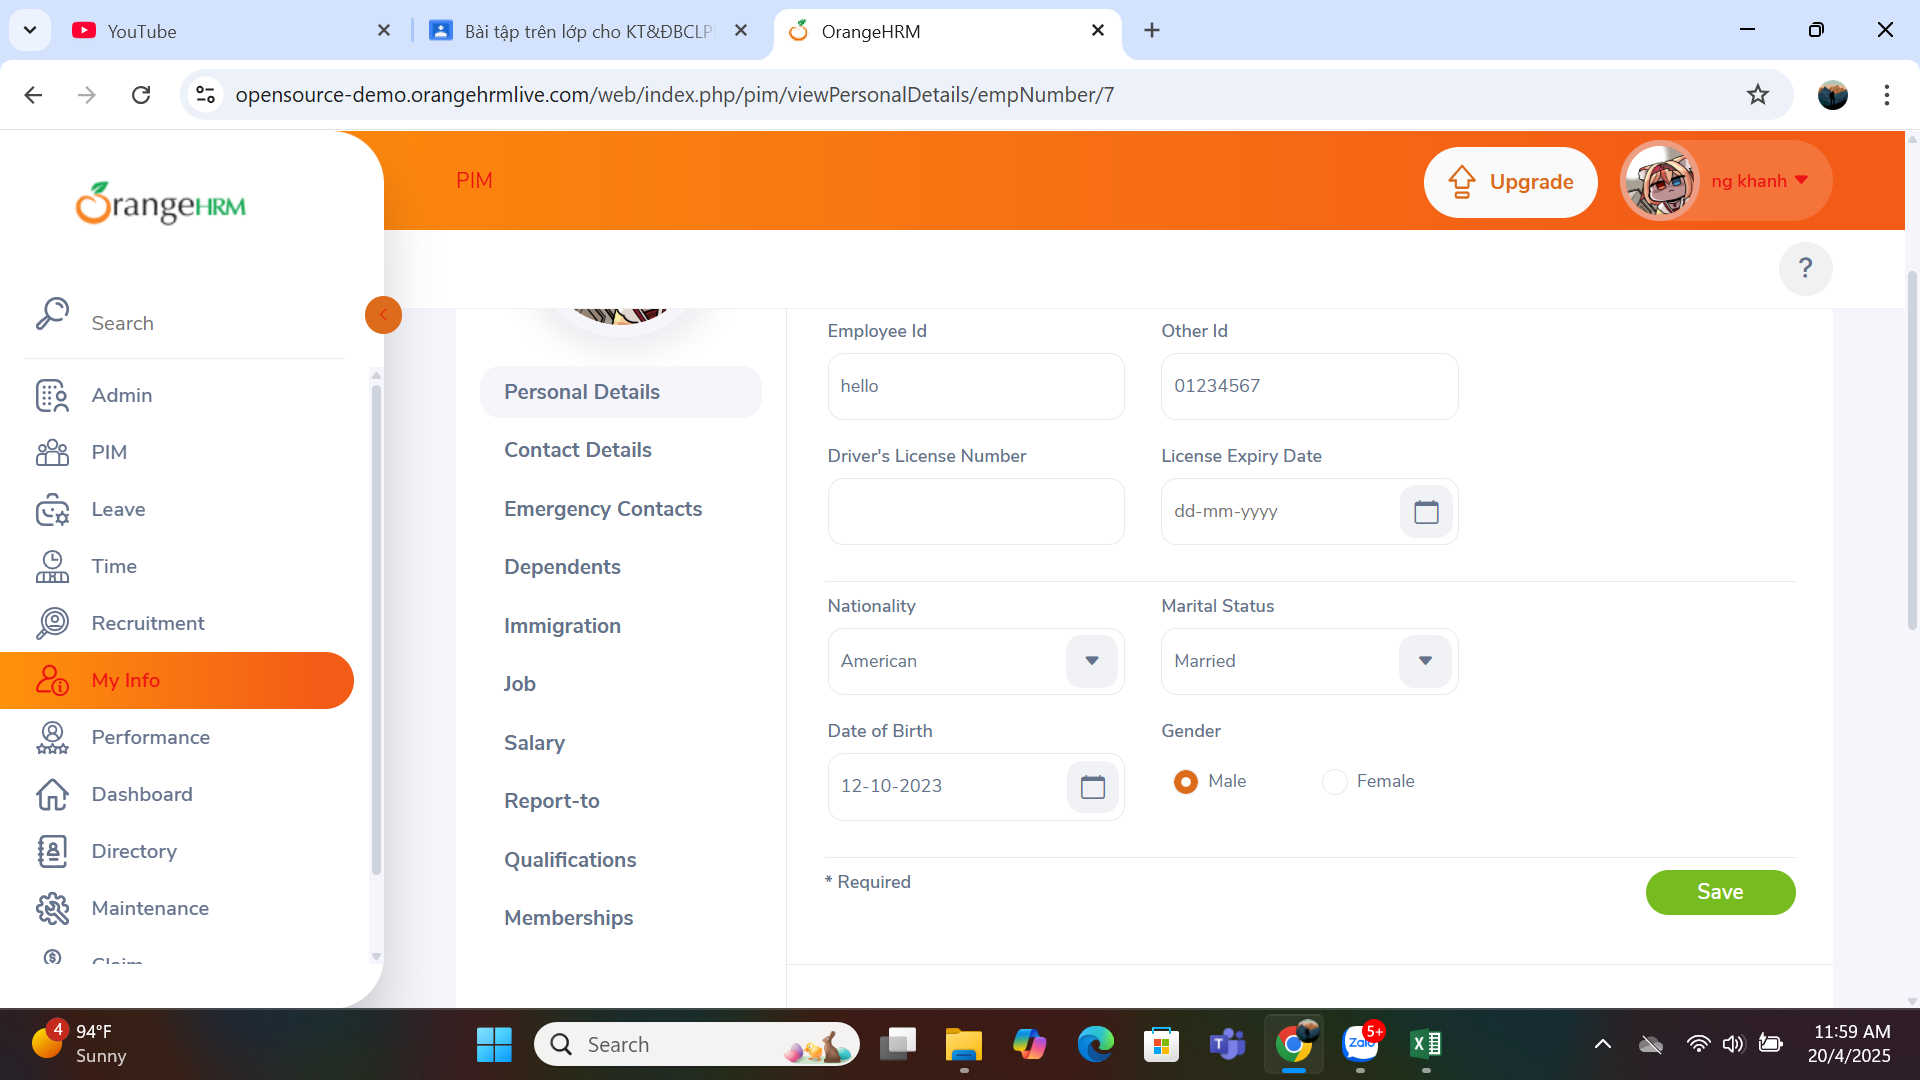 YouTube
Bài tập trên lớp cho KT&ĐBCLP
OrangeHRM
opensource-demo.orangehrmlive.com/web/index.php/pim/viewPersonalDetails/empNumber/7
OrangeHRM
PIM
Upgrade
ng khanh
?
Search
Admin
PIM
Leave
Time
Recruitment
My Info
Performance
Dashboard
Directory
Maintenance
Claim
Personal Details
Contact Details
Emergency Contacts
Dependents
Immigration
Job
Salary
Report-to
Qualifications
Memberships
Employee Id
Other Id
hello
01234567
Driver's License Number
License Expiry Date
dd-mm-yyyy
Nationality
Marital Status
American
Married
Date of Birth
Gender
12-10-2023
Male
Female
* Required
Save
4
94°F
Sunny
Search
Zalo
5+
11:59 AM
20/4/2025